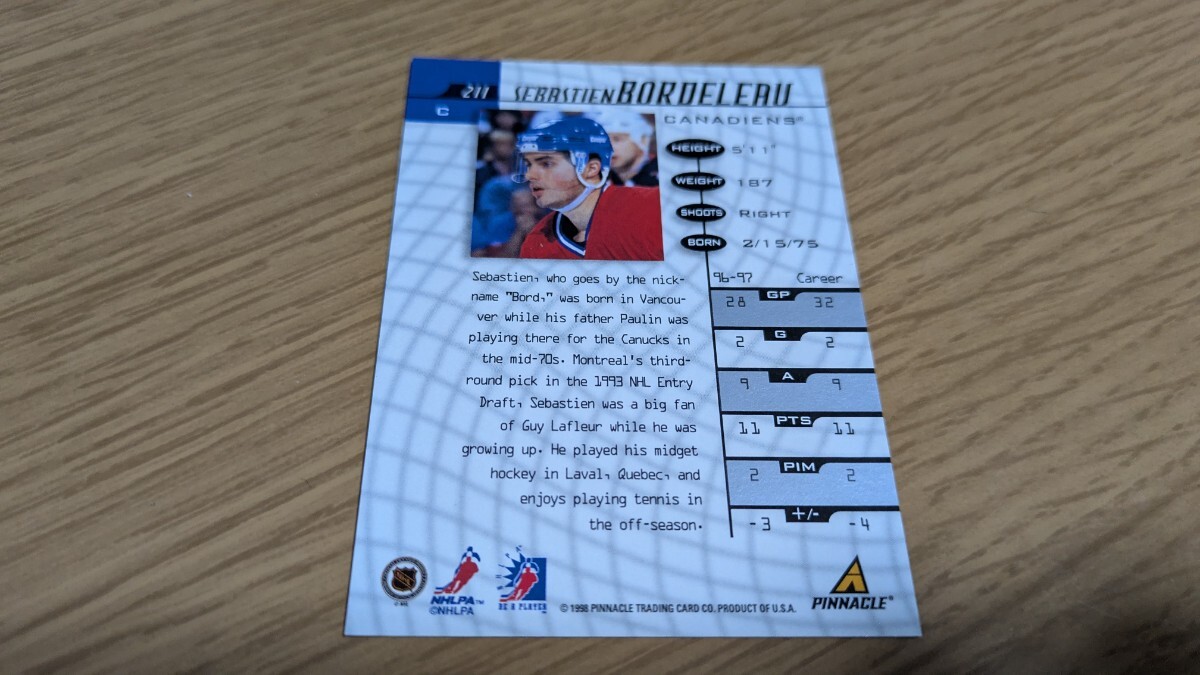 211 SEBASTIEN BORDELEAU
C
CANADIENS®
HEIGHT 5'11"
WEIGHT 187
SHOOTS RIGHT
BORN 2/15/75
96-97 Career
28 GP 32
2 G 2
9 A 9
11 PTS 11
2 PIM 2
-3 +/- -4
Sebastien, who goes by the nick-
name "Bord," was born in Vancou-
ver while his father Paulin was
playing there for the Canucks in
the mid-70s. Montreal's third-
round pick in the 1993 NHL Entry
Draft, Sebastien was a big fan
of Guy Lafleur while he was
growing up. He played his midget
hockey in Laval, Quebec, and
enjoys playing tennis in
the off-season.
NHLPA™
©NHLPA
BE A PLAYER
© 1998 PINNACLE TRADING CARD CO. PRODUCT OF U.S.A.
PINNACLE®